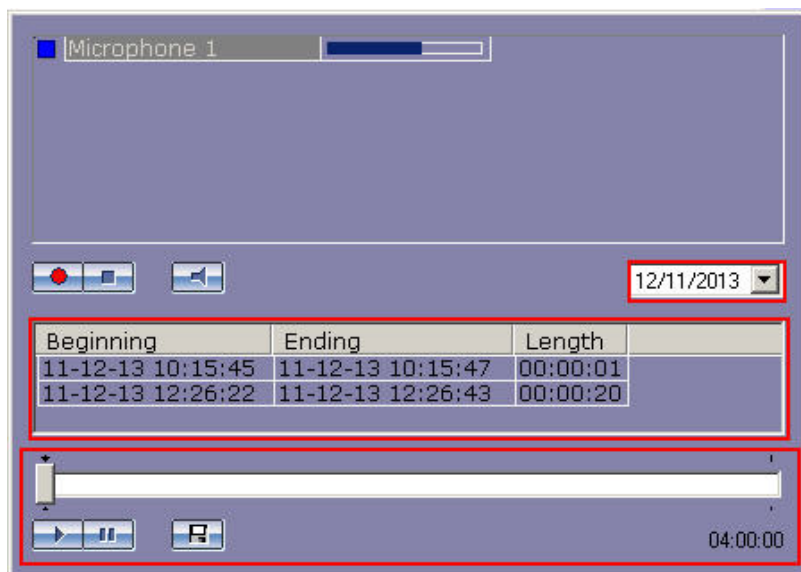 Microphone 1
12/11/2013
Beginning Ending Length
11-12-13 10:15:45 11-12-13 10:15:47 00:00:01
11-12-13 12:26:22 11-12-13 12:26:43 00:00:20
04:00:00